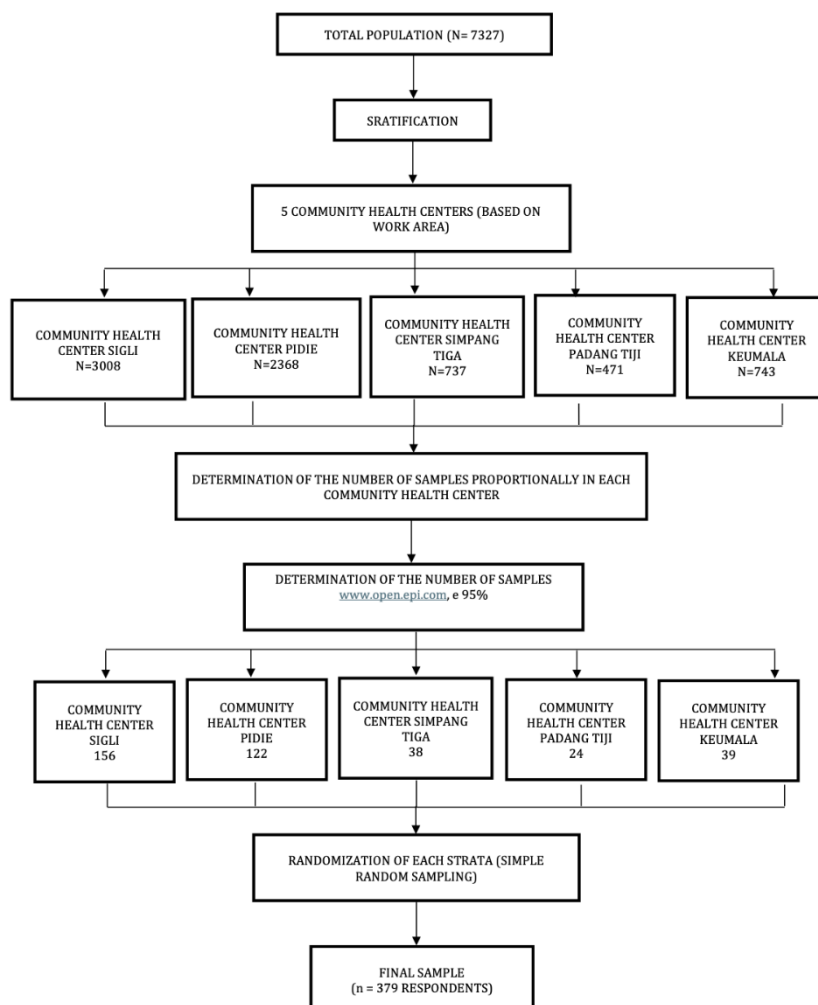 TOTAL POPULATION (N= 7327)
SRATIFICATION
5 COMMUNITY HEALTH CENTERS (BASED ON
WORK AREA)
COMMUNITY HEALTH
CENTER SIGLI
N=3008
COMMUNITY HEALTH
CENTER PIDIE
N=2368
COMMUNITY HEALTH
CENTER SIMPANG
TIGA
N=737
COMMUNITY
HEALTH CENTER
PADANG TIJI
N=471
COMMUNITY
HEALTH CENTER
KEUMALA
N=743
DETERMINATION OF THE NUMBER OF SAMPLES PROPORTIONALLY IN EACH
COMMUNITY HEALTH CENTER
DETERMINATION OF THE NUMBER OF SAMPLES
www.open.epi.com, e 95%
COMMUNITY
HEALTH CENTER
SIGLI
156
COMMUNITY
HEALTH CENTER
PIDIE
122
COMMUNITY HEALTH
CENTER SIMPANG
TIGA
38
COMMUNITY
HEALTH CENTER
PADANG TIJI
24
COMMUNITY
HEALTH CENTER
KEUMALA
39
RANDOMIZATION OF EACH STRATA (SIMPLE
RANDOM SAMPLING)
FINAL SAMPLE
(n = 379 RESPONDENTS)